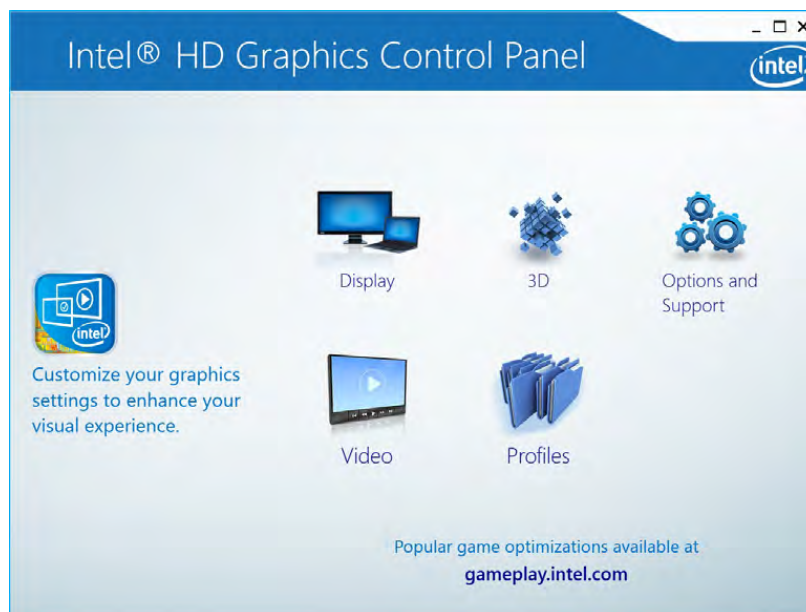 Intel® HD Graphics Control Panel
intel
Display
3D
Options and
Support
intel
Customize your graphics
settings to enhance your
visual experience.
Video
Profiles
Popular game optimizations available at
gameplay.intel.com